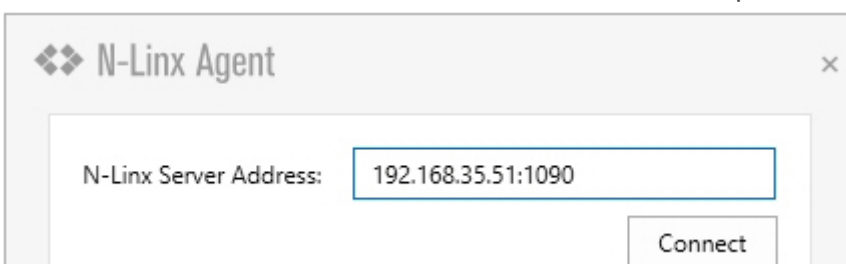 N-Linx Agent
×
N-Linx Server Address: 192.168.35.51:1090
Connect